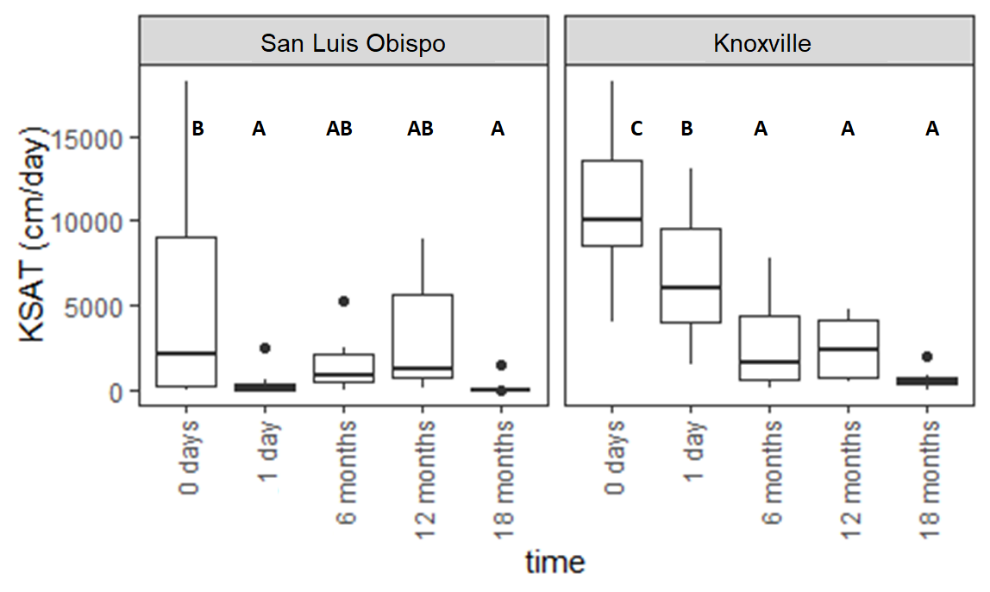 San Luis Obispo
Knoxville
KSAT (cm/day)
15000
10000
5000
0
B A AB AB A
C B A A A
0 days
1 day
6 months
12 months
18 months
0 days
1 day
6 months
12 months
18 months
time